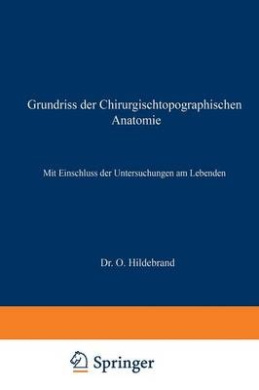 Grundriss der Chirurgischtopographischen
Anatomie
Mit Einschluss der Untersuchungen am Lebenden
Dr. O. Hildebrand
Springer